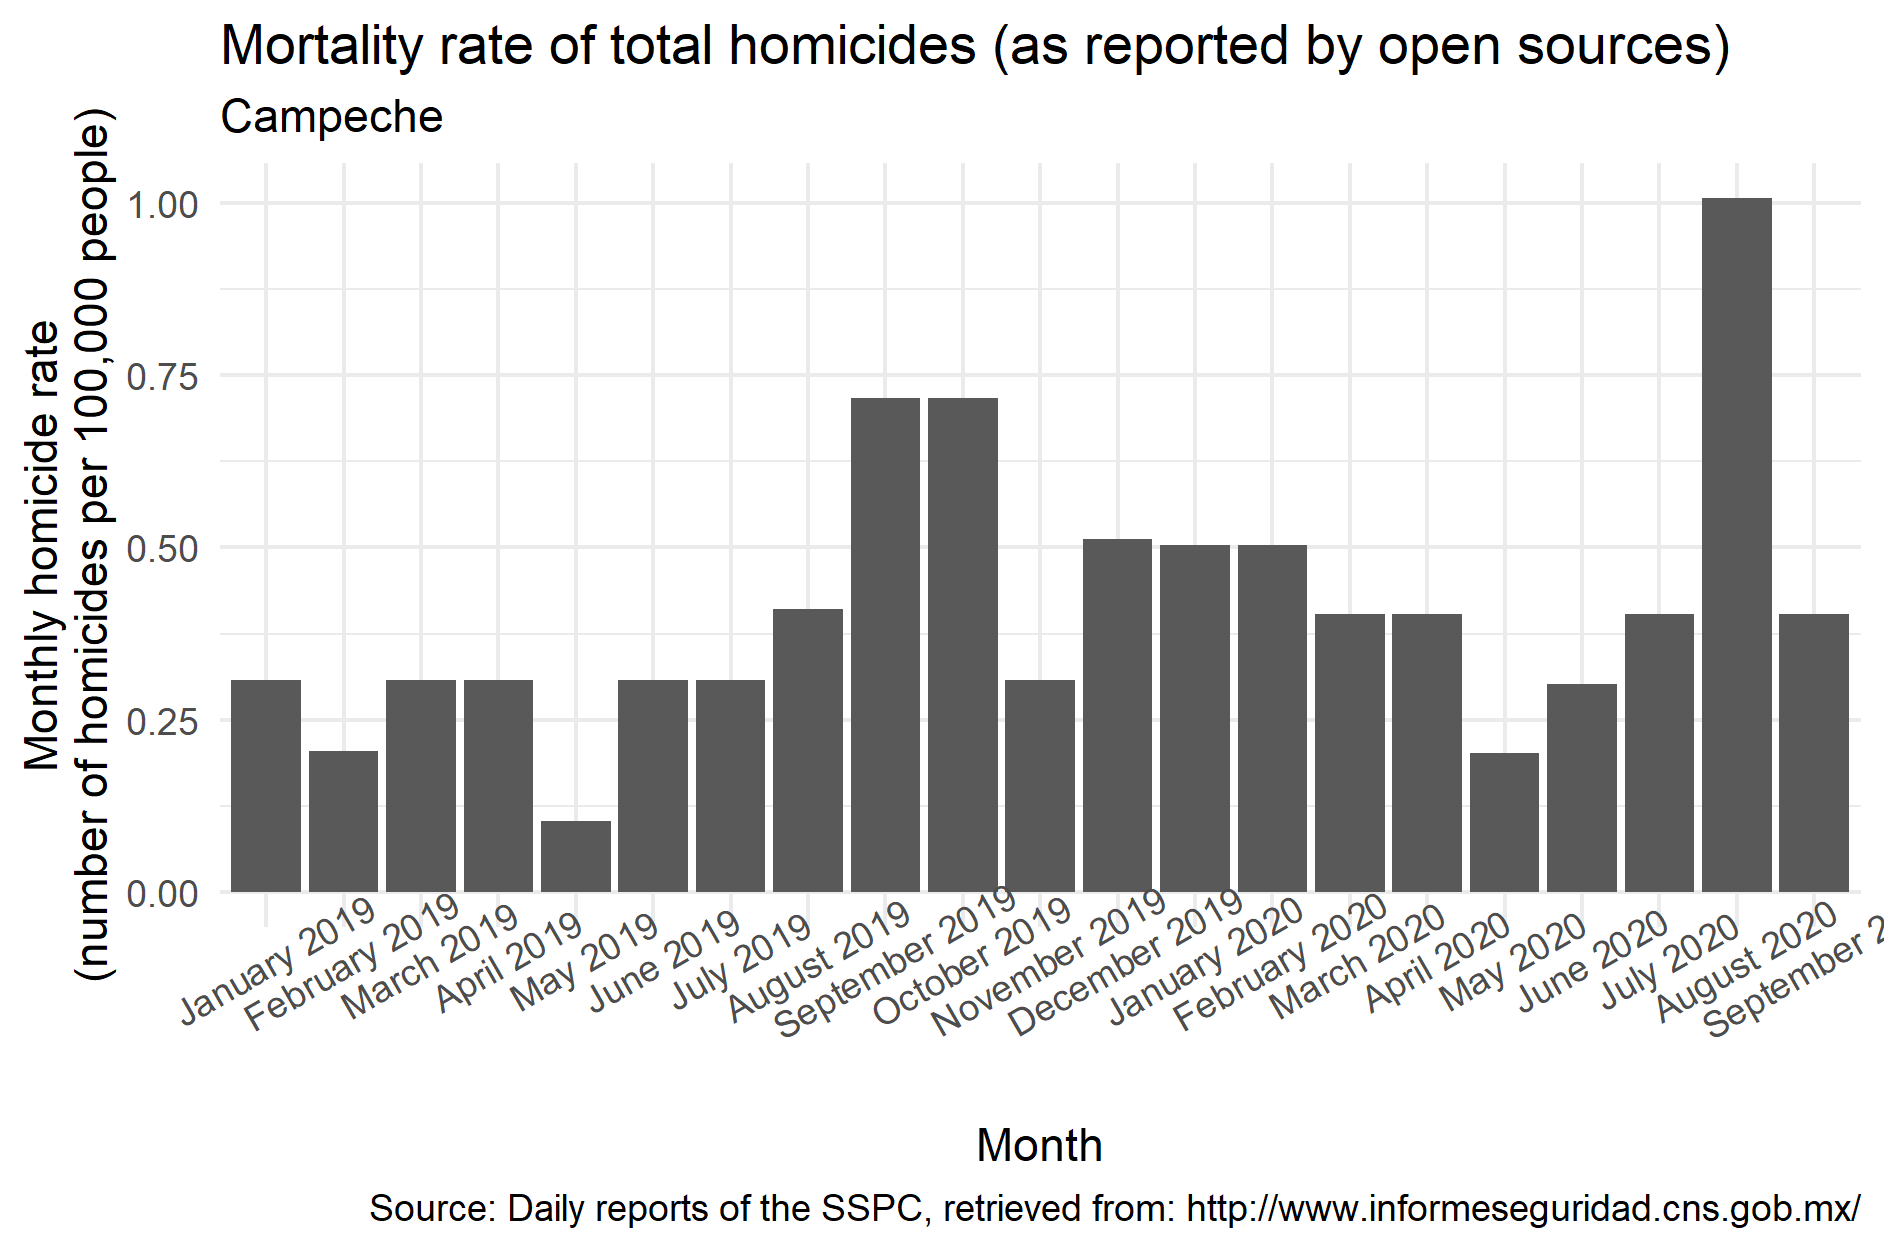 Mortality rate of total homicides (as reported by open sources)
Campeche
Monthly homicide rate
(number of homicides per 100,000 people)
1.00
0.75
0.50
0.25
0.00
January 2019
February 2019
March 2019
April 2019
May 2019
June 2019
July 2019
August 2019
September 2019
October 2019
November 2019
December 2019
January 2020
February 2020
March 2020
April 2020
May 2020
June 2020
July 2020
August 2020
September 2
Month
Source: Daily reports of the SSPC, retrieved from: http://www.informeseguridad.cns.gob.mx/